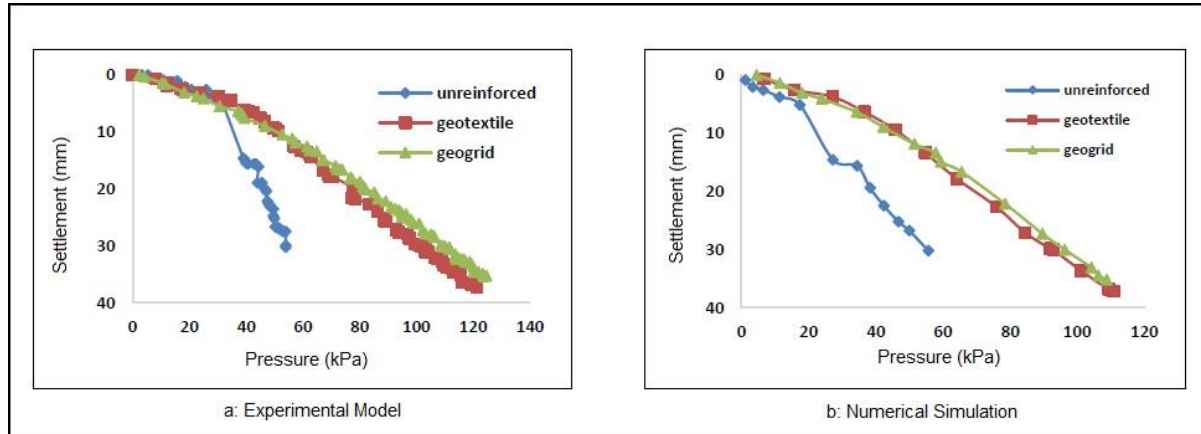 0
10
20
30
40
Settlement (mm)
unreinforced
geotextile
geogrid
0 20 40 60 80 100 120 140
Pressure (kPa)
a: Experimental Model
0
10
20
30
40
Settlement (mm)
unreinforced
geotextile
geogrid
0 20 40 60 80 100 120
Pressure (kPa)
b: Numerical Simulation